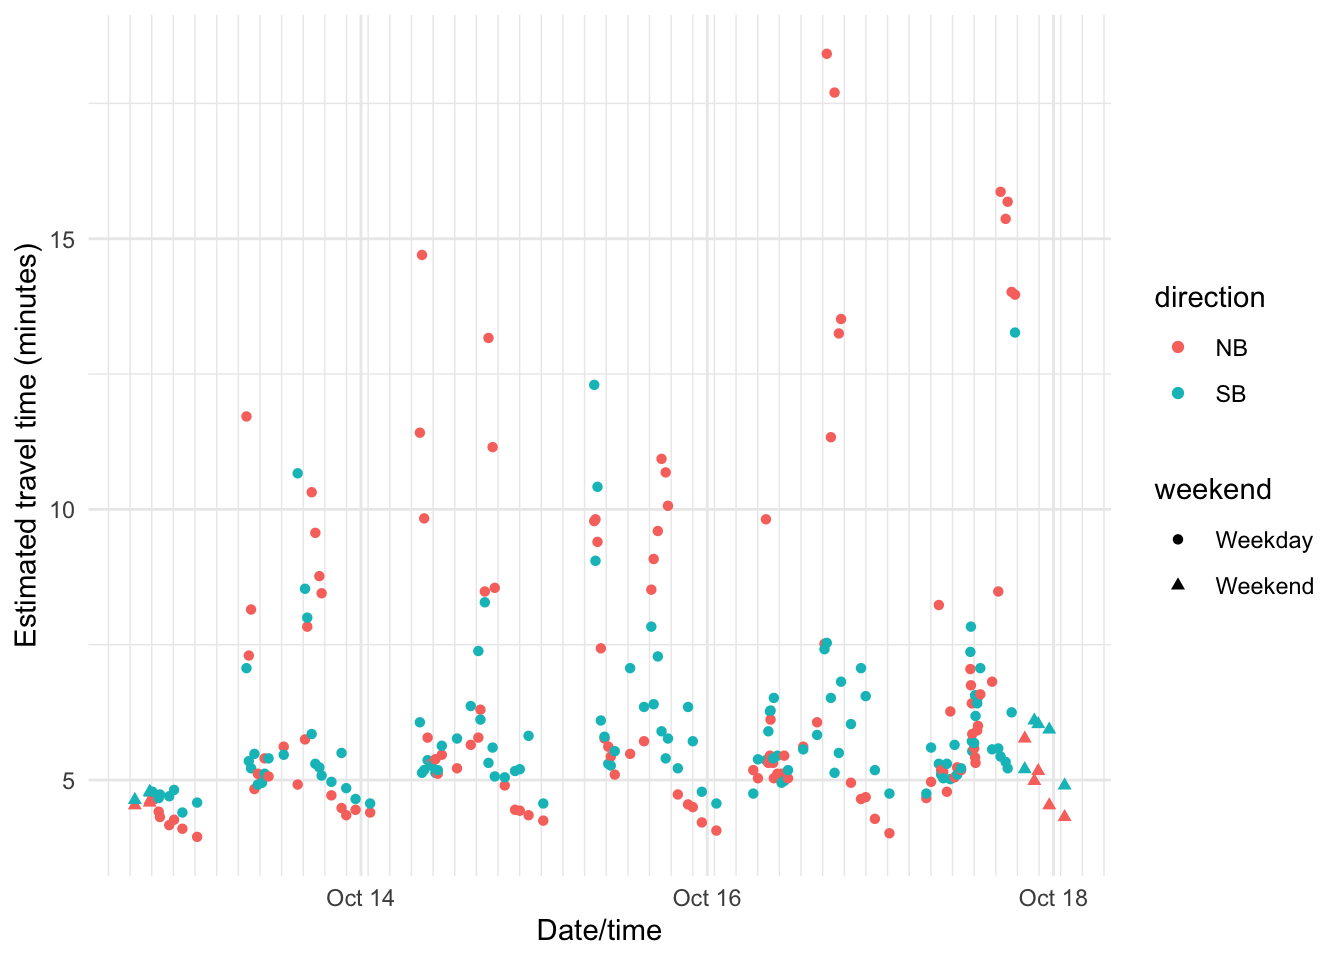 15
10
5
Estimated travel time (minutes)
Oct 14
Oct 16
Oct 18
Date/time
direction
NB
SB
weekend
Weekday
Weekend